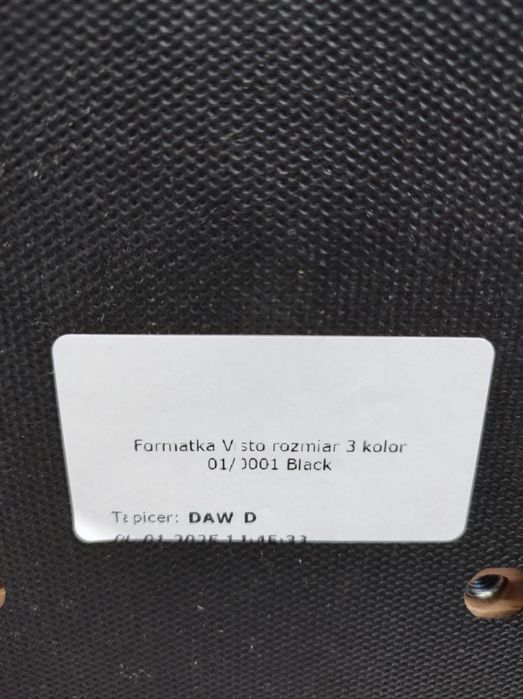 Formatka Visto rozmiar 3 kolor
01/0001 Black
Tapicer: DAW D